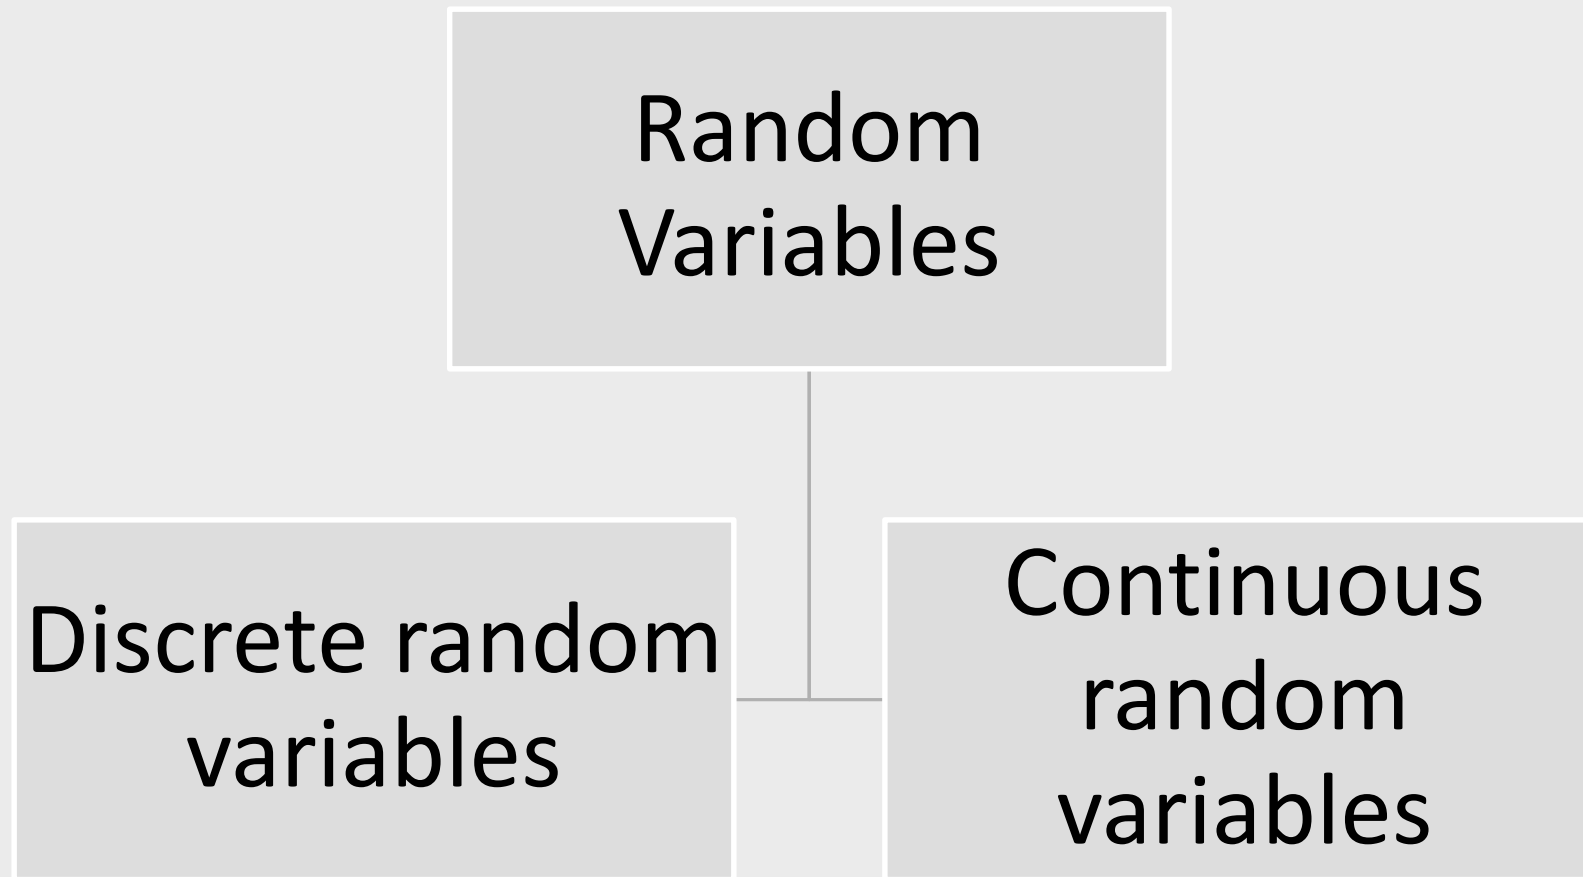 Random
Variables
Discrete random
variables
Continuous
random
variables